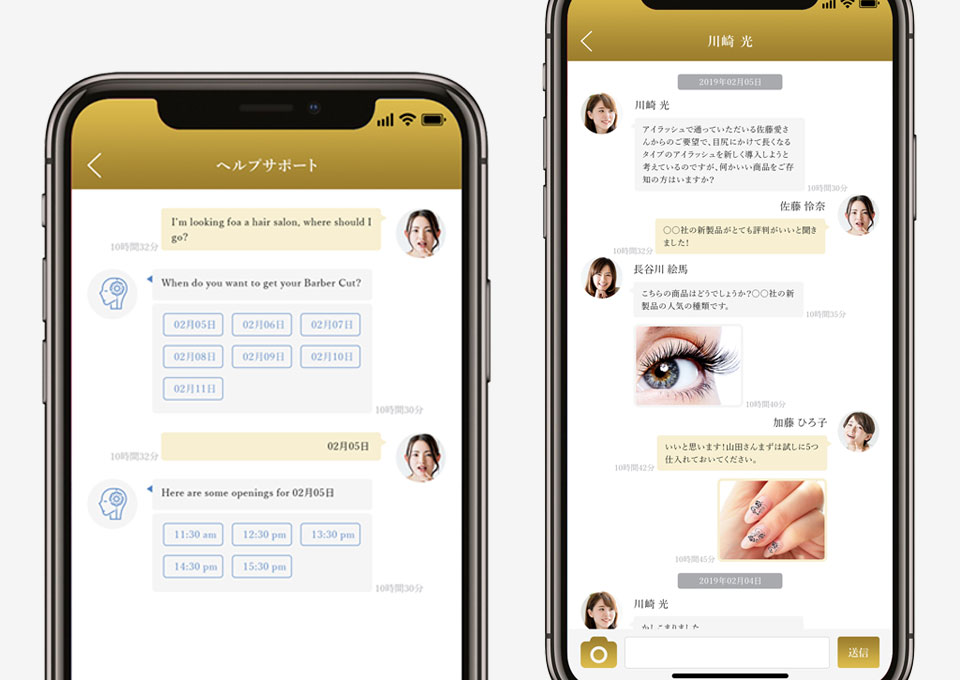 ヘルプサポート
I'm looking foa a hair salon, where should I
go?
10時間32分
When do you want to get your Barber Cut?
02月05日 02月06日 02月07日
02月08日 02月09日 02月10日
02月11日
10時間30分
02月05日
10時間32分
Here are some openings for 02月05日
11:30 am 12:30 pm 13:30 pm
14:30 pm 15:30 pm
10時間30分
川崎 光
2019年02月05日
川崎 光
アイラッシュで通っていただいる佐藤愛さ
んからのご要望で、目尻にかけて長くなる
タイプのアイラッシュを新しく導入しようと
考えているのですが、何かいい商品をご存
知の方はいますか?
10時間30分
佐藤 怜奈
〇〇社の新製品がとても評判がいいと聞き
ました!
10時間32分
長谷川 絵馬
こちらの商品はどうでしょうか?〇〇社の新
製品の人気の種類です。
10時間35分
10時間40分
加藤 ひろ子
いいと思います!山田さんまずは試しに5つ
仕入れておいてください。
10時間42分
10時間45分
2019年02月04日
川崎 光
かしこまりました
送信